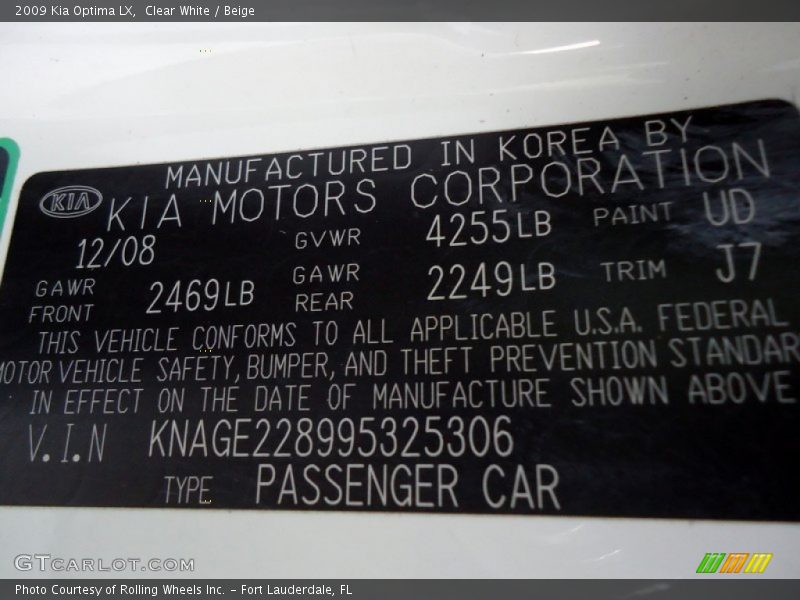 2009 Kia Optima LX, Clear White / Beige
MANUFACTURED IN KOREA BY
KIA KIA MOTORS CORPORATION
12/08 GVWR 4255LB PAINT UD
GAWR FRONT 2469LB GAWR REAR 2249LB TRIM J7
THIS VEHICLE CONFORMS TO ALL APPLICABLE U.S.A. FEDERAL
MOTOR VEHICLE SAFETY, BUMPER, AND THEFT PREVENTION STANDAR
IN EFFECT ON THE DATE OF MANUFACTURE SHOWN ABOVE
V.I.N KNAGE228995325306
TYPE PASSENGER CAR
GTCARLOT.COM
Photo Courtesy of Rolling Wheels Inc. - Fort Lauderdale, FL